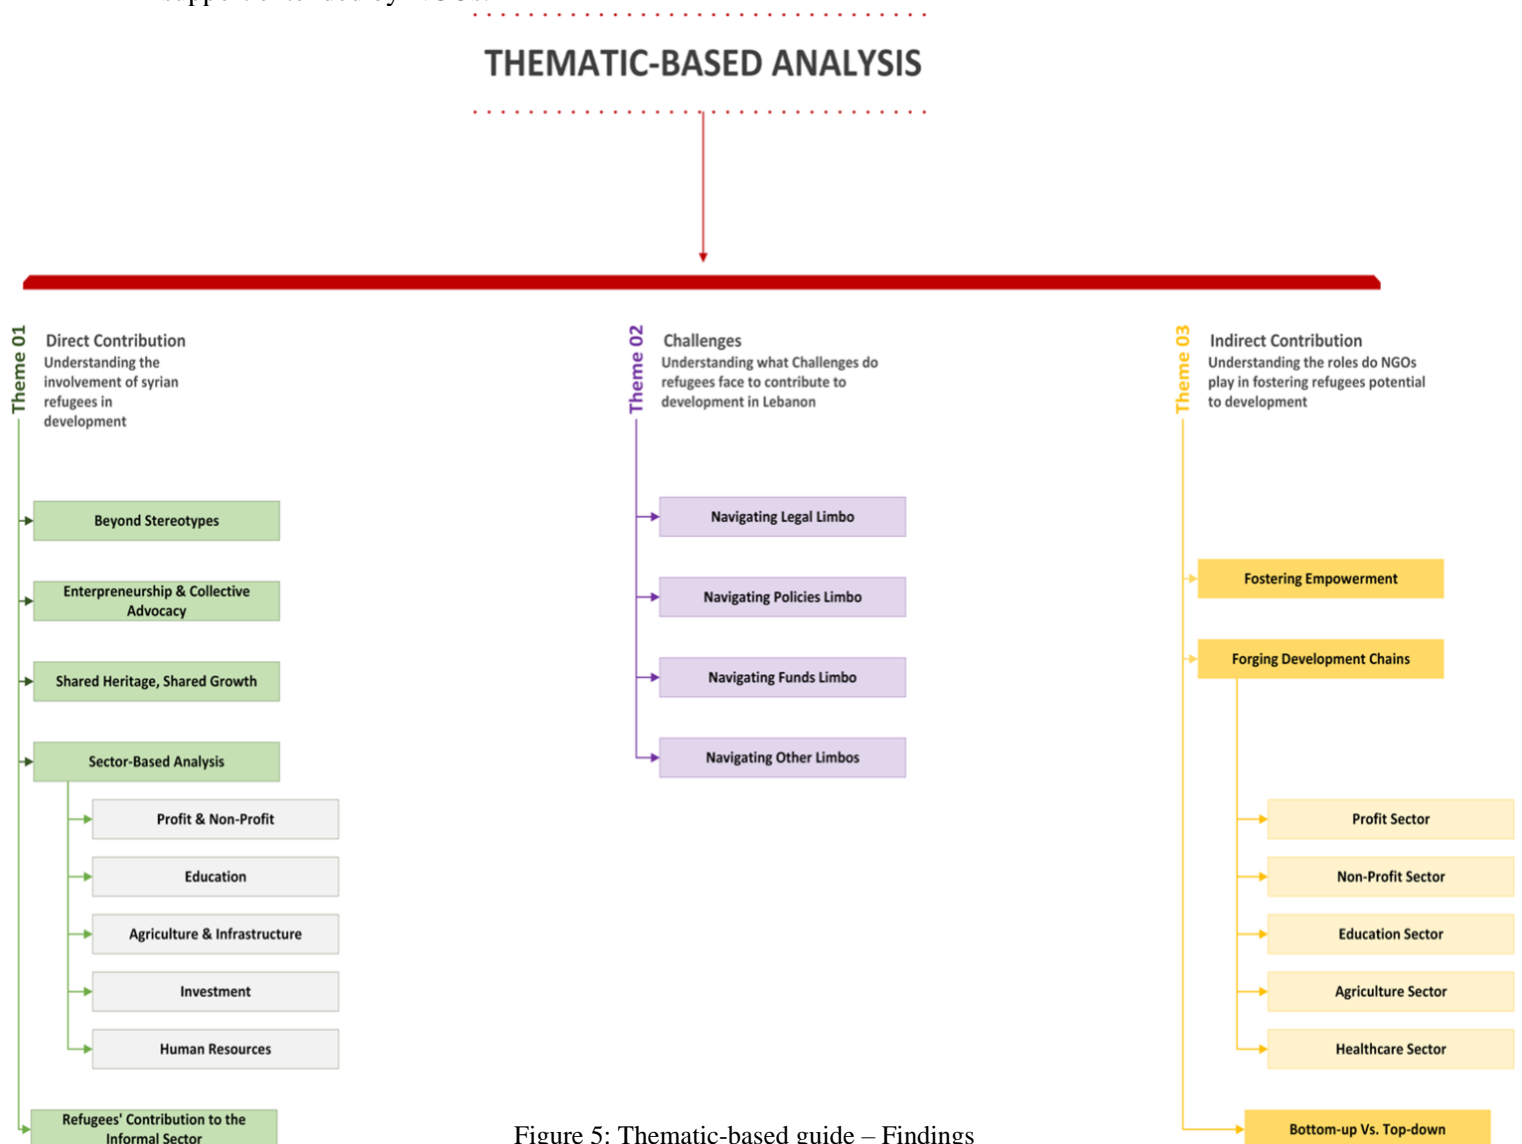 support extended by NGOs.
THEMATIC-BASED ANALYSIS
Theme 01
Direct Contribution
Understanding the
involvement of syrian
refugees in
development
Beyond Stereotypes
Enterpreneurship & Collective
Advocacy
Shared Heritage, Shared Growth
Sector-Based Analysis
Profit & Non-Profit
Education
Agriculture & Infrastructure
Investment
Human Resources
Refugees' Contribution to the
Informal Sector
Theme 02
Challenges
Understanding what Challenges do
refugees face to contribute to
development in Lebanon
Navigating Legal Limbo
Navigating Policies Limbo
Navigating Funds Limbo
Navigating Other Limbos
Theme 03
Indirect Contribution
Understanding the roles do NGOs
play in fostering refugees potential
to development
Fostering Empowerment
Forging Development Chains
Profit Sector
Non-Profit Sector
Education Sector
Agriculture Sector
Healthcare Sector
Bottom-up Vs. Top-down
Figure 5: Thematic-based guide – Findings